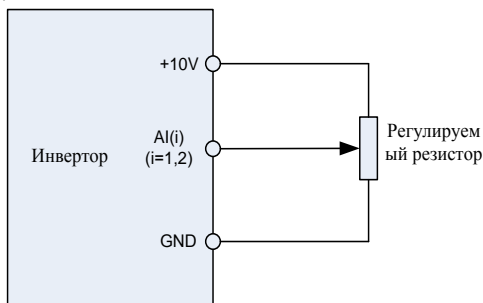 +10V
AI(i)
(i=1,2)
Инвертор
GND
Регулируем
ый резистор